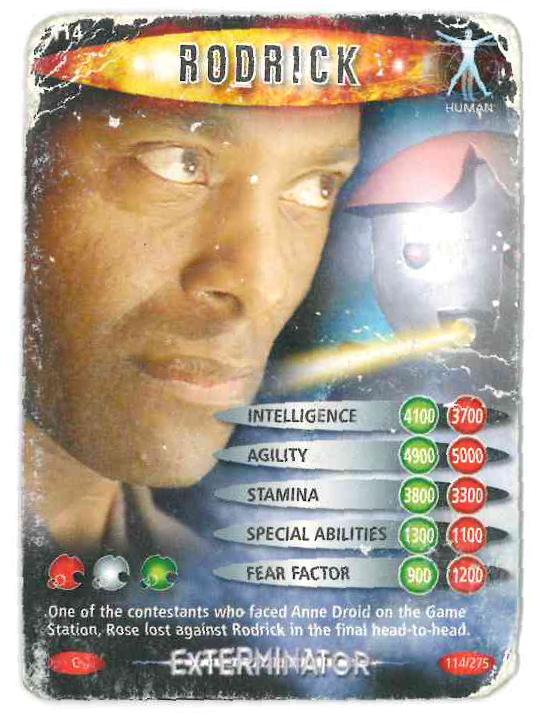 114
RODRICK
HUMAN
INTELLIGENCE 4100 3700
AGILITY 4900 5000
STAMINA 3800 3300
SPECIAL ABILITIES 1300 1100
FEAR FACTOR 900 1200
One of the contestants who faced Anne Droid on the Game
Station, Rose lost against Rodrick in the final head-to-head.
C EXTERMINATOR 114/275